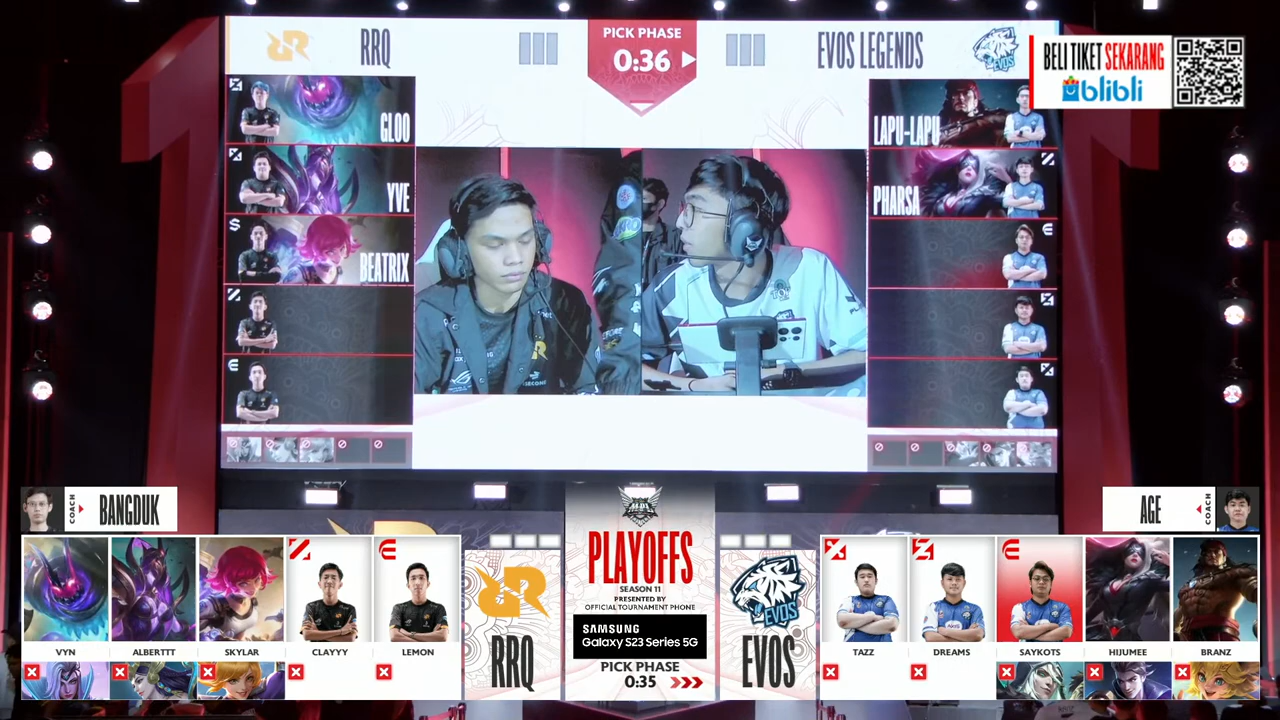 RRQ
PICK PHASE
0:36
EVOS LEGENDS
EVOS
BELI TIKET SEKARANG
blibli
GLOO
YVE
BEATRIX
LAPU-LAPU
PHARSA
COACH
BANGDUK
AGE
COACH
VYN
ALBERTTT
SKYLAR
CLAYYY
LEMON
RRQ
PLAYOFFS
SEASON 11
PRESENTED BY
OFFICIAL TOURNAMENT PHONE
SAMSUNG
Galaxy S23 Series 5G
PICK PHASE
0:35
EVOS
EVOS
TAZZ
DREAMS
SAYKOTS
HIJUMEE
BRANZ